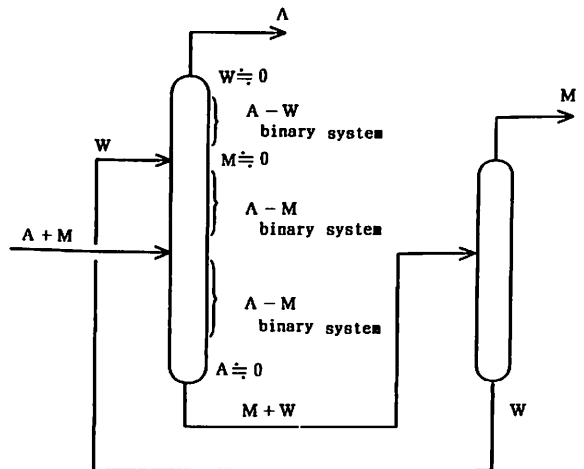 A
W≒0
A－W
binary system
M
W
M≒0
A－M
binary system
A＋M
A－M
binary system
A≒0
M＋W
W